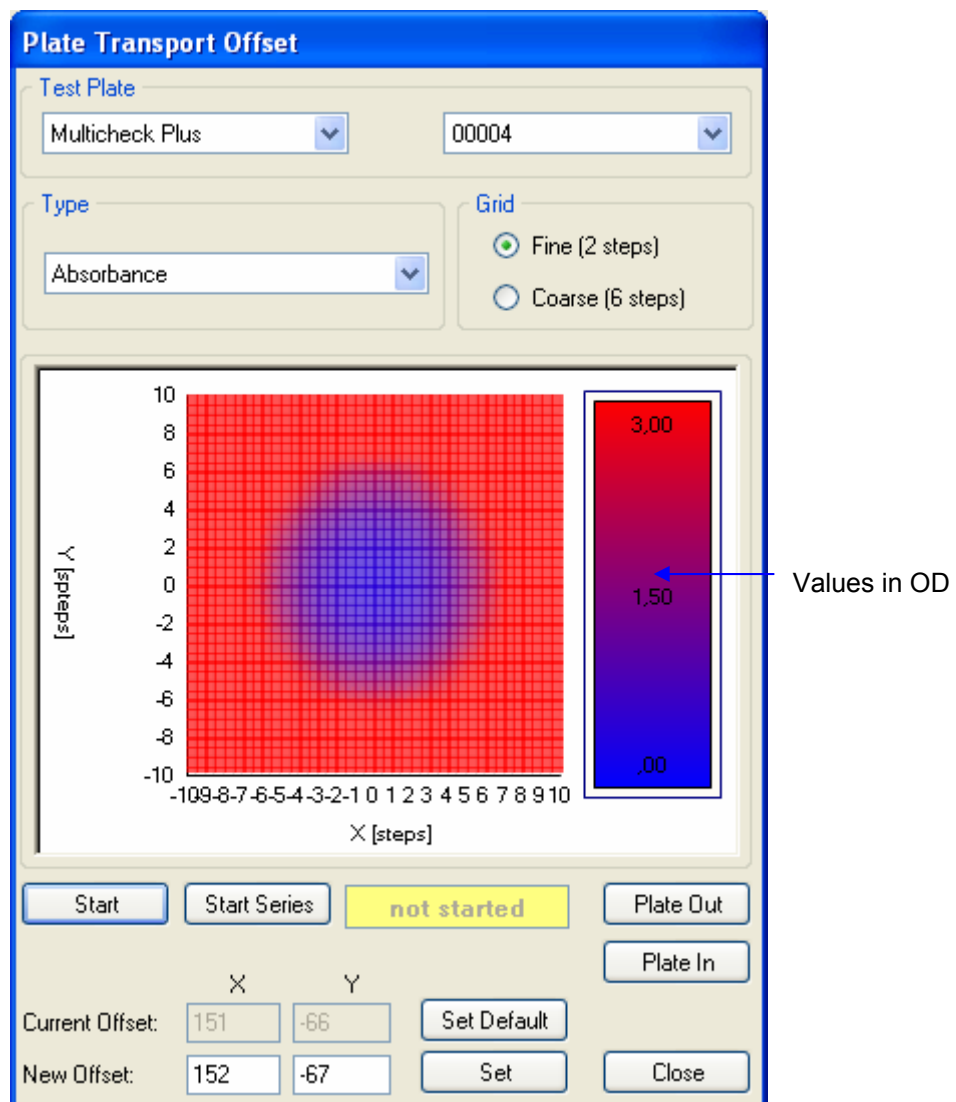 Plate Transport Offset
Test Plate
Multicheck Plus 00004
Type Grid
Absorbance
Fine (2 steps)
Coarse (6 steps)
10
8
6
4
2
0
-2
-4
-6
-8
-10
Y [spteps]
-10-9-8-7-6-5-4-3-2-1 0 1 2 3 4 5 6 7 8 9 10
X [steps]
3,00
1,50
,00
Values in OD
Start Start Series not started Plate Out
Plate In
X Y
Current Offset: 151 -66 Set Default
New Offset: 152 -67 Set Close